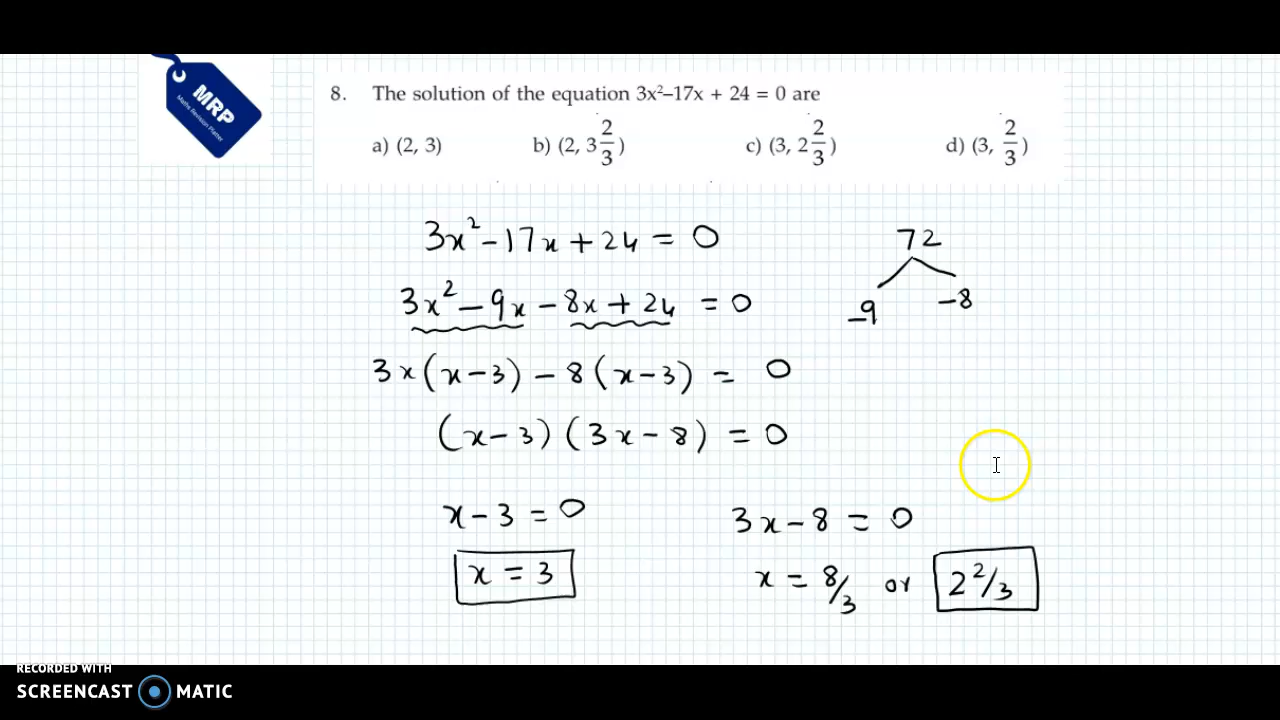 MRP
Maths Revision Platter
8. The solution of the equation 3x²–17x + 24 = 0 are
a) (2, 3) b) (2, 3 2/3) c) (3, 2 2/3) d) (3, 2/3)
3x² - 17x + 24 = 0
72
3x² - 9x - 8x + 24 = 0
-9 -8
3x(x-3) - 8(x-3) = 0
(x-3)(3x-8) = 0
x-3 = 0
3x-8 = 0
x = 3
x = 8/3 or 2 2/3
RECORDED WITH
SCREENCAST MATIC